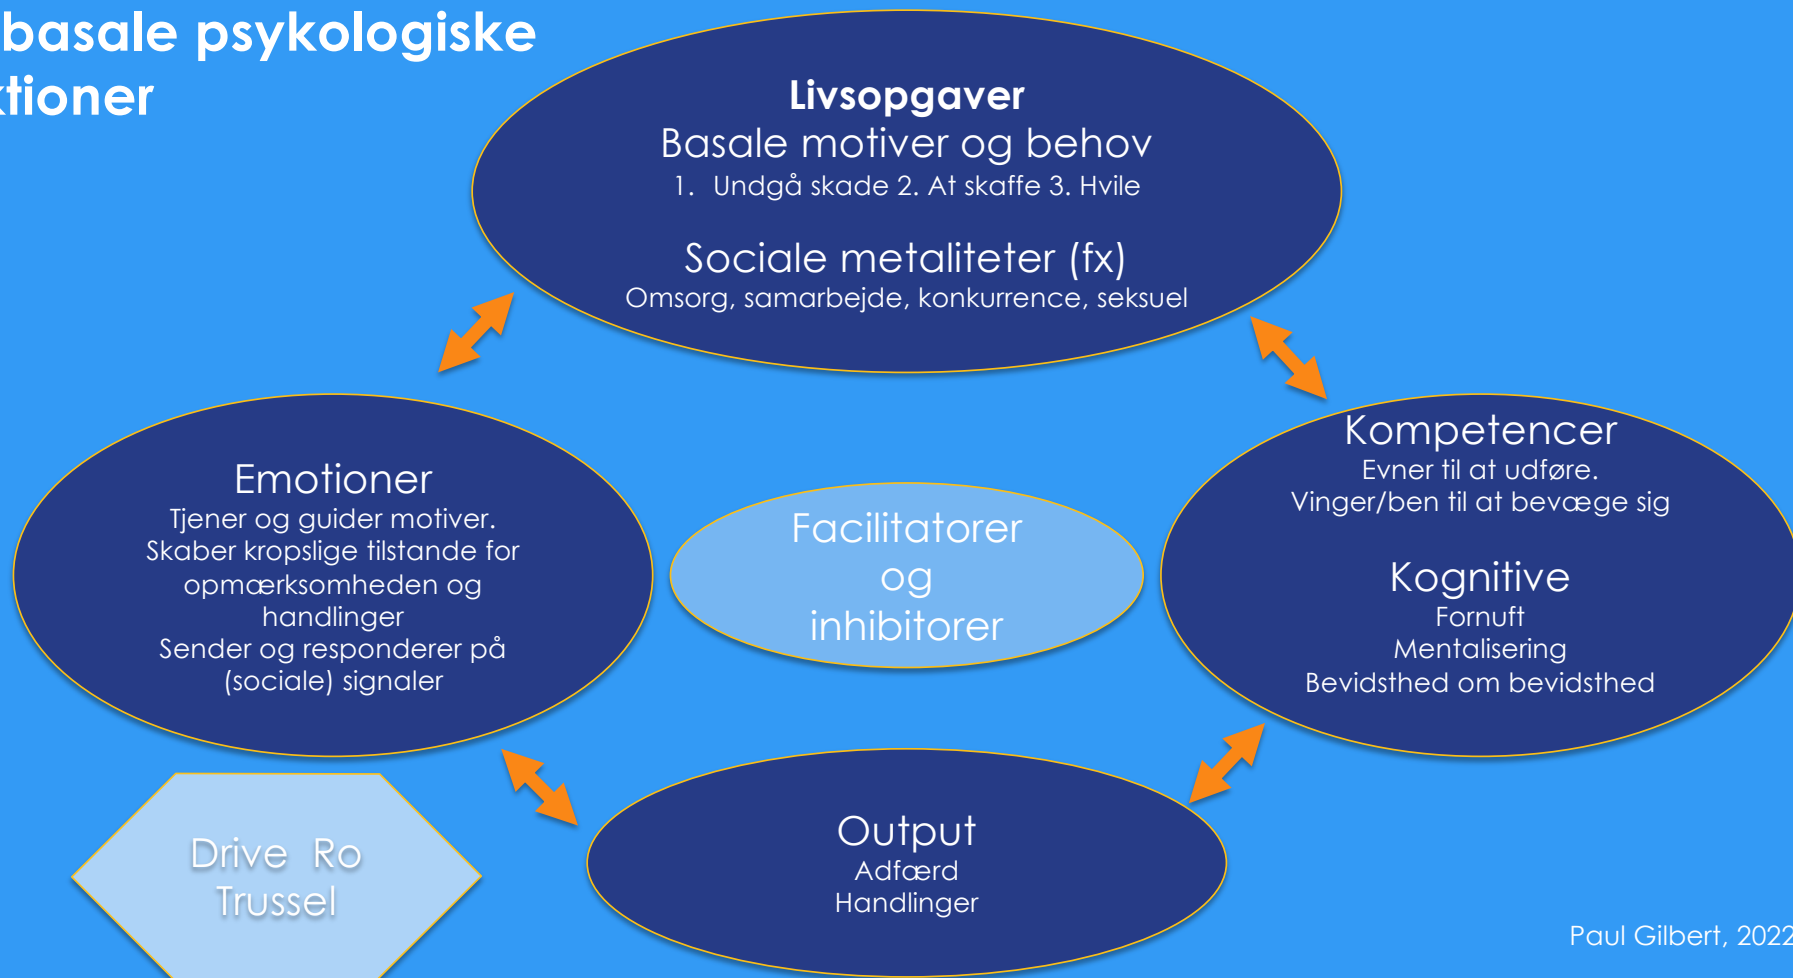 basale psykologiske
ktioner
Livsopgaver
Basale motiver og behov
1. Undgå skade 2. At skaffe 3. Hvile
Sociale metaliteter (fx)
Omsorg, samarbejde, konkurrence, seksuel
Emotioner
Tjener og guider motiver.
Skaber kropslige tilstande for
opmærksomheden og
handlinger
Sender og responderer på
(sociale) signaler
Facilitatorer
og
inhibitorer
Kompetencer
Evner til at udføre.
Vinger/ben til at bevæge sig
Kognitive
Fornuft
Mentalisering
Bevidsthed om bevidsthed
Output
Adfærd
Handlinger
Drive Ro
Trussel
Paul Gilbert, 2022